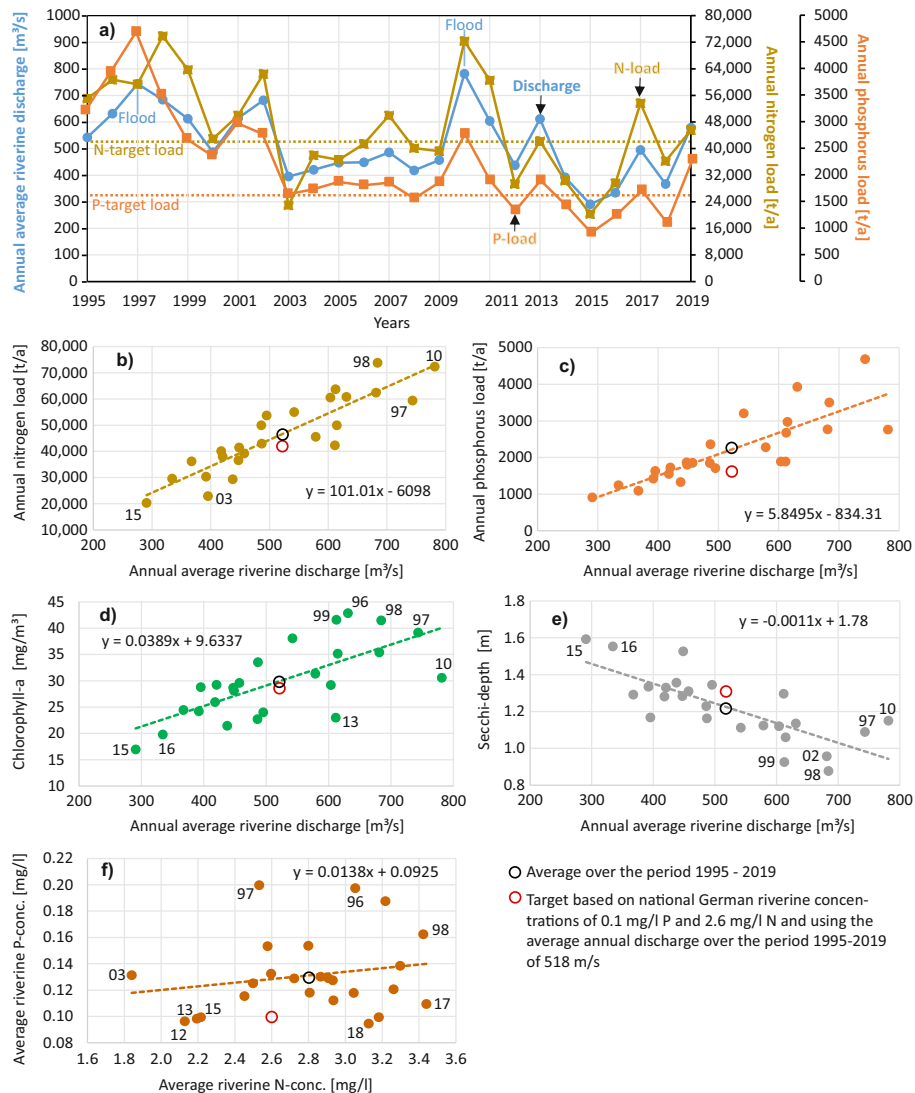 a)
Annual average riverine discharge [m³/s]
1000
900
800
700
600
500
400
300
200
100
0
Flood
Flood
Discharge
N-load
N-target load
P-target load
P-load
80,000
72,000
64,000
56,000
48,000
40,000
32,000
24,000
16,000
8,000
0
Annual nitrogen load [t/a]
5000
4500
4000
3500
3000
2500
2000
1500
1000
500
0
Annual phosphorus load [t/a]
1995 1997 1999 2001 2003 2005 2007 2009 2011 2013 2015 2017 2019
Years
b)
Annual nitrogen load [t/a]
80,000
70,000
60,000
50,000
40,000
30,000
20,000
10,000
98
10
97
03
15
y = 101.01x - 6098
200 300 400 500 600 700 800
Annual average riverine discharge [m³/s]
c)
Annual phosphorus load [t/a]
5000
4000
3000
2000
1000
0
y = 5.8495x - 834.31
200 300 400 500 600 700 800
Annual average riverine discharge [m³/s]
d)
Chlorophyll-a [mg/m³]
45
40
35
30
25
20
15
10
y = 0.0389x + 9.6337
96
99
98
97
10
13
15
16
200 300 400 500 600 700 800
Annual average riverine discharge [m³/s]
e)
Secchi-depth [m]
1.8
1.6
1.4
1.2
1.0
0.8
y = -0.0011x + 1.78
15
16
10
97
02
99
98
200 300 400 500 600 700 800
Annual average riverine discharge [m³/s]
f)
Average riverine P-conc. [mg/l]
0.22
0.20
0.18
0.16
0.14
0.12
0.10
0.08
y = 0.0138x + 0.0925
97
96
98
03
13
15
12
17
18
1.6 1.8 2.0 2.2 2.4 2.6 2.8 3.0 3.2 3.4 3.6
Average riverine N-conc. [mg/l]
Average over the period 1995 - 2019
Target based on national German riverine concen-
trations of 0.1 mg/l P and 2.6 mg/l N and using the
average annual discharge over the period 1995-2019
of 518 m/s